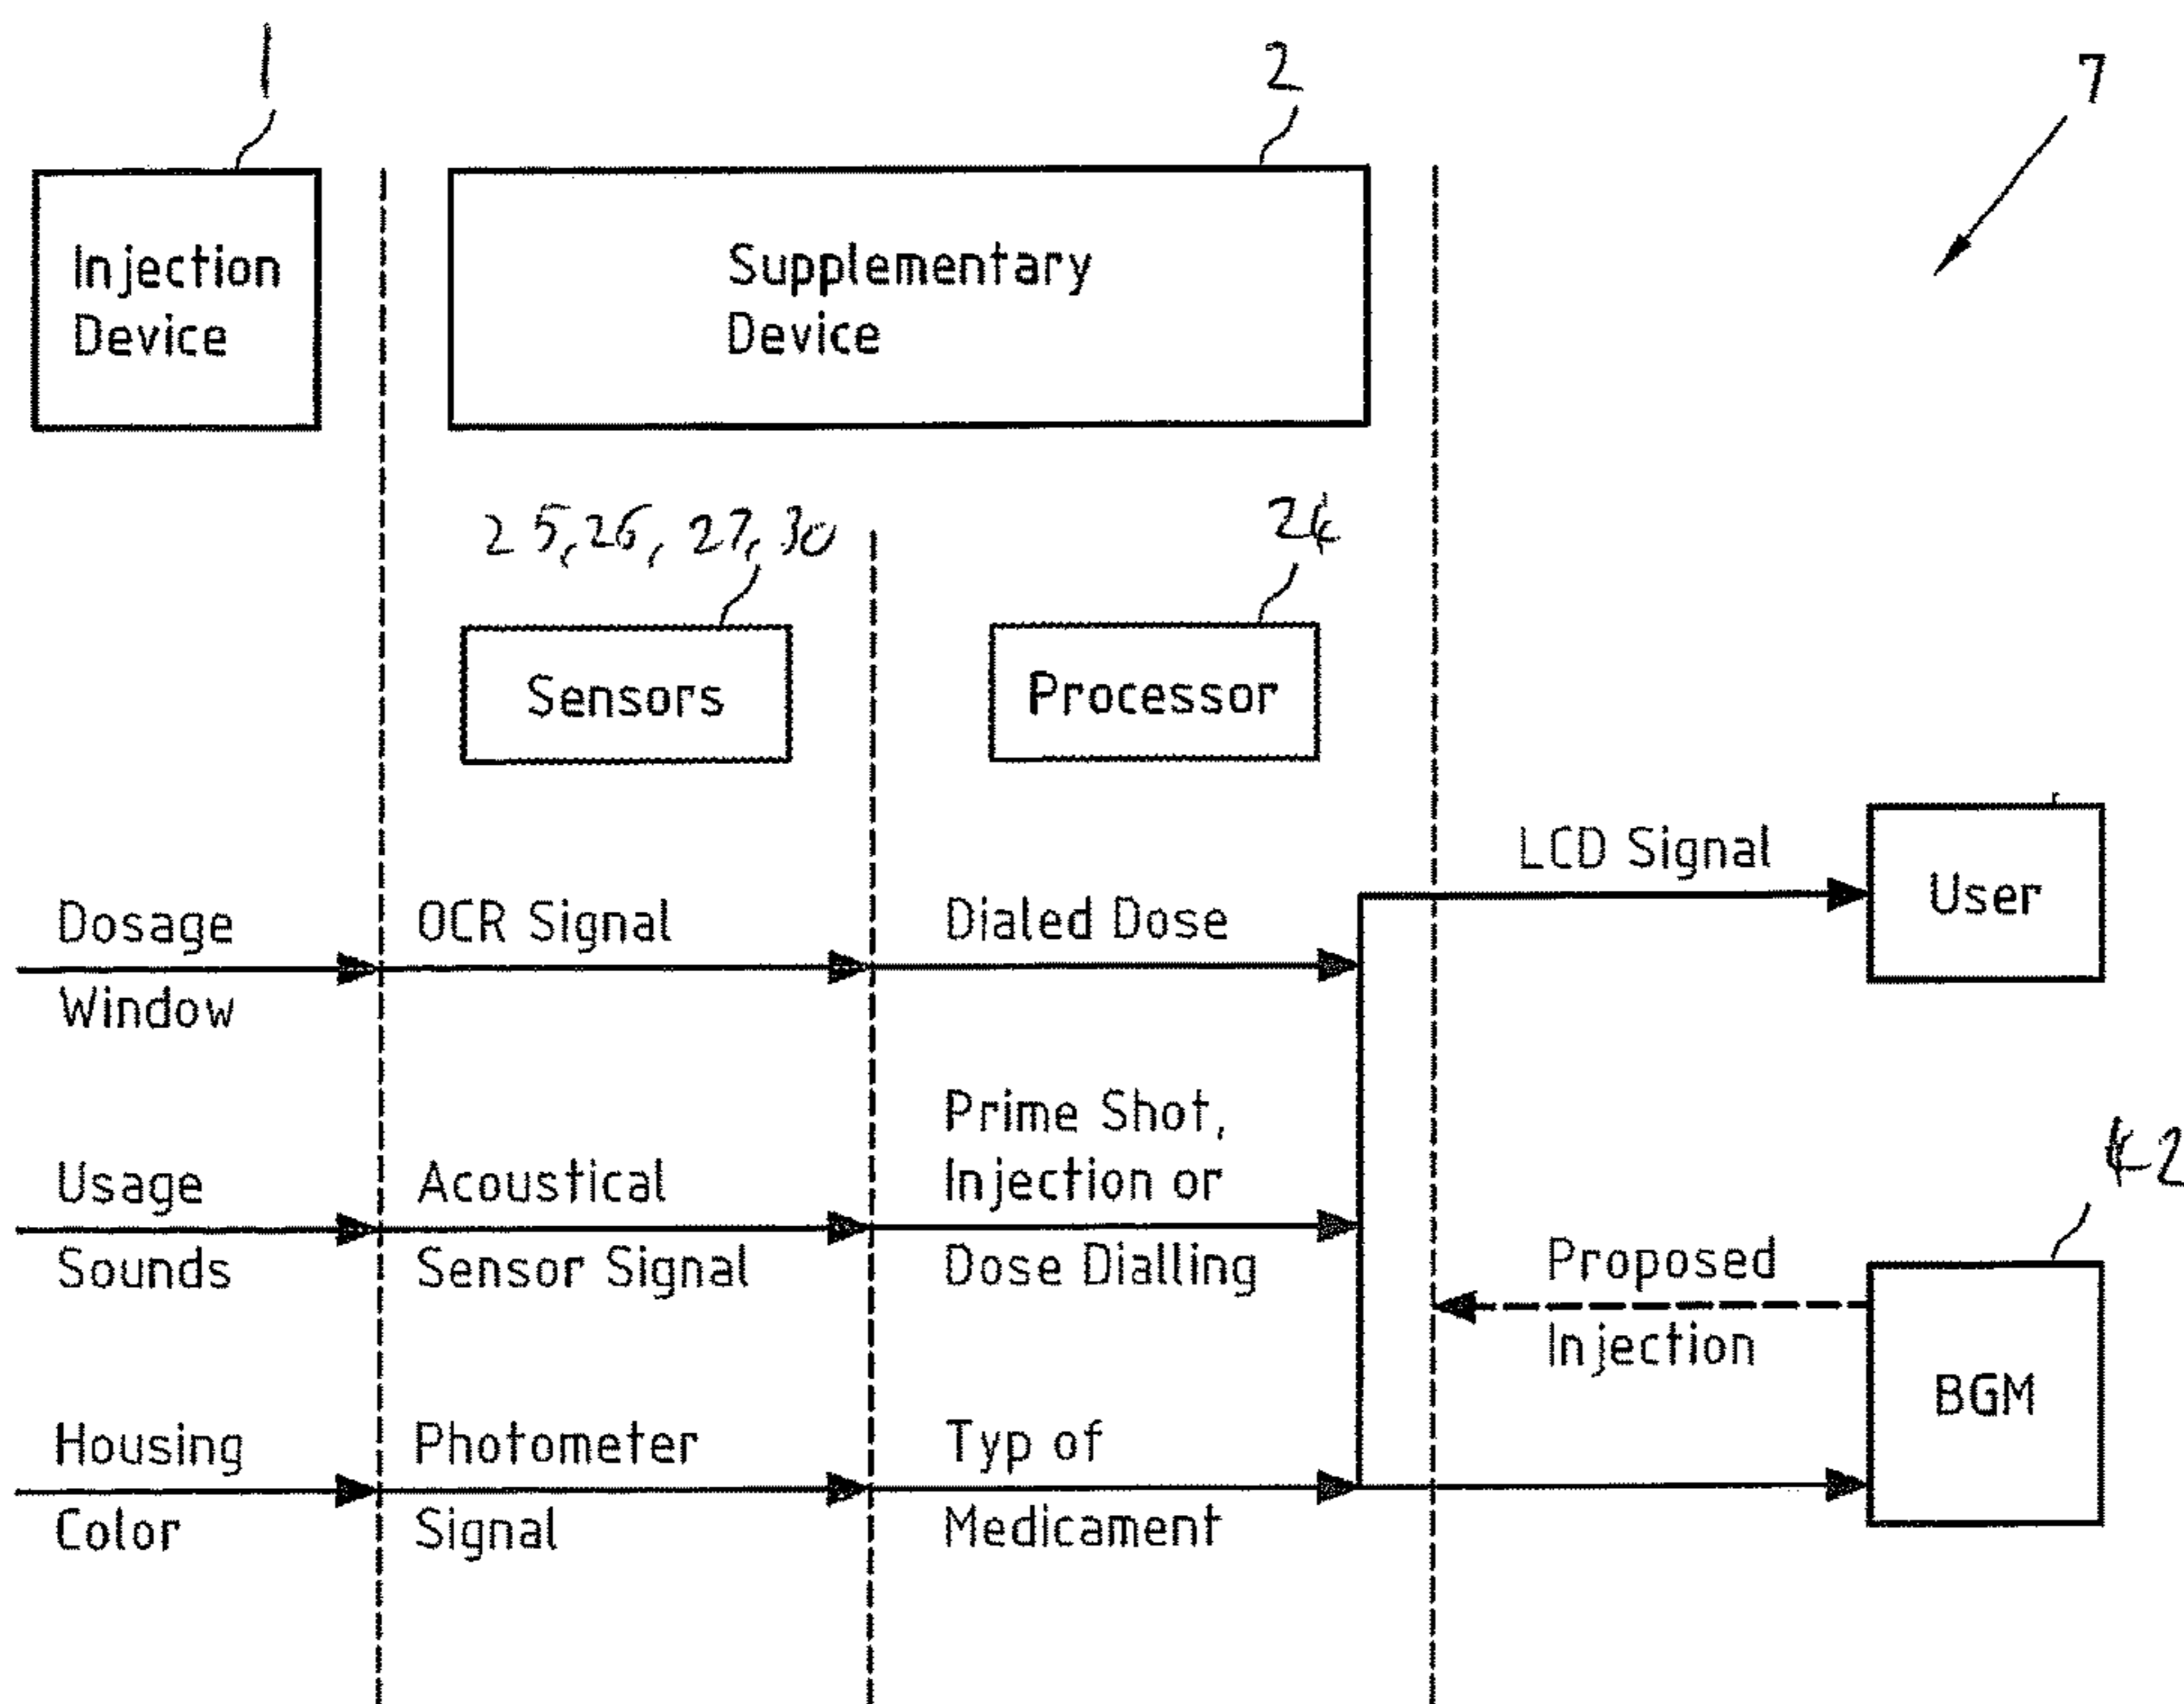 1
2
7
Injection
Device
Supplementary
Device
25, 26, 27, 30
24
Sensors
Processor
LCD Signal
User
Dosage
Window
OCR Signal
Dialed Dose
Usage
Sounds
Acoustical
Sensor Signal
Prime Shot,
Injection or
Dose Dialling
42
Proposed
Injection
BGM
Housing
Color
Photometer
Signal
Typ of
Medicament